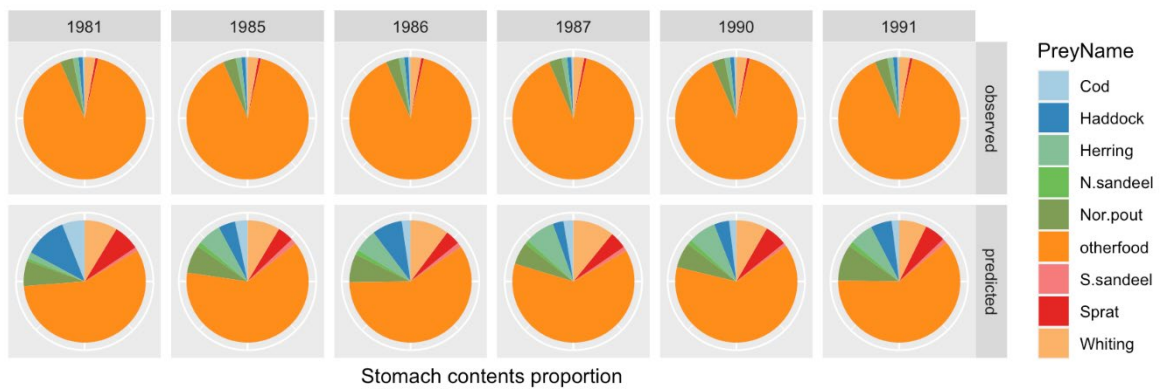 1981
1985
1986
1987
1990
1991
observed
predicted
Stomach contents proportion
PreyName
Cod
Haddock
Herring
N.sandeel
Nor.pout
otherfood
S.sandeel
Sprat
Whiting